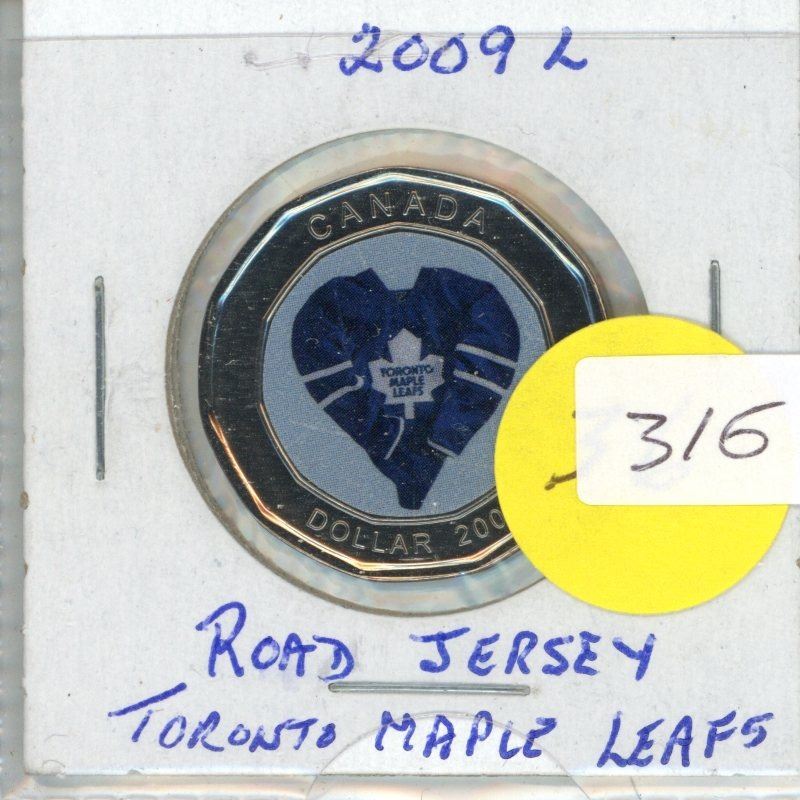 2009 L
CANADA
TORONTO
MAPLE
LEAFS
316
DOLLAR 200
ROAD JERSEY
TORONTO MAPLE LEAFS